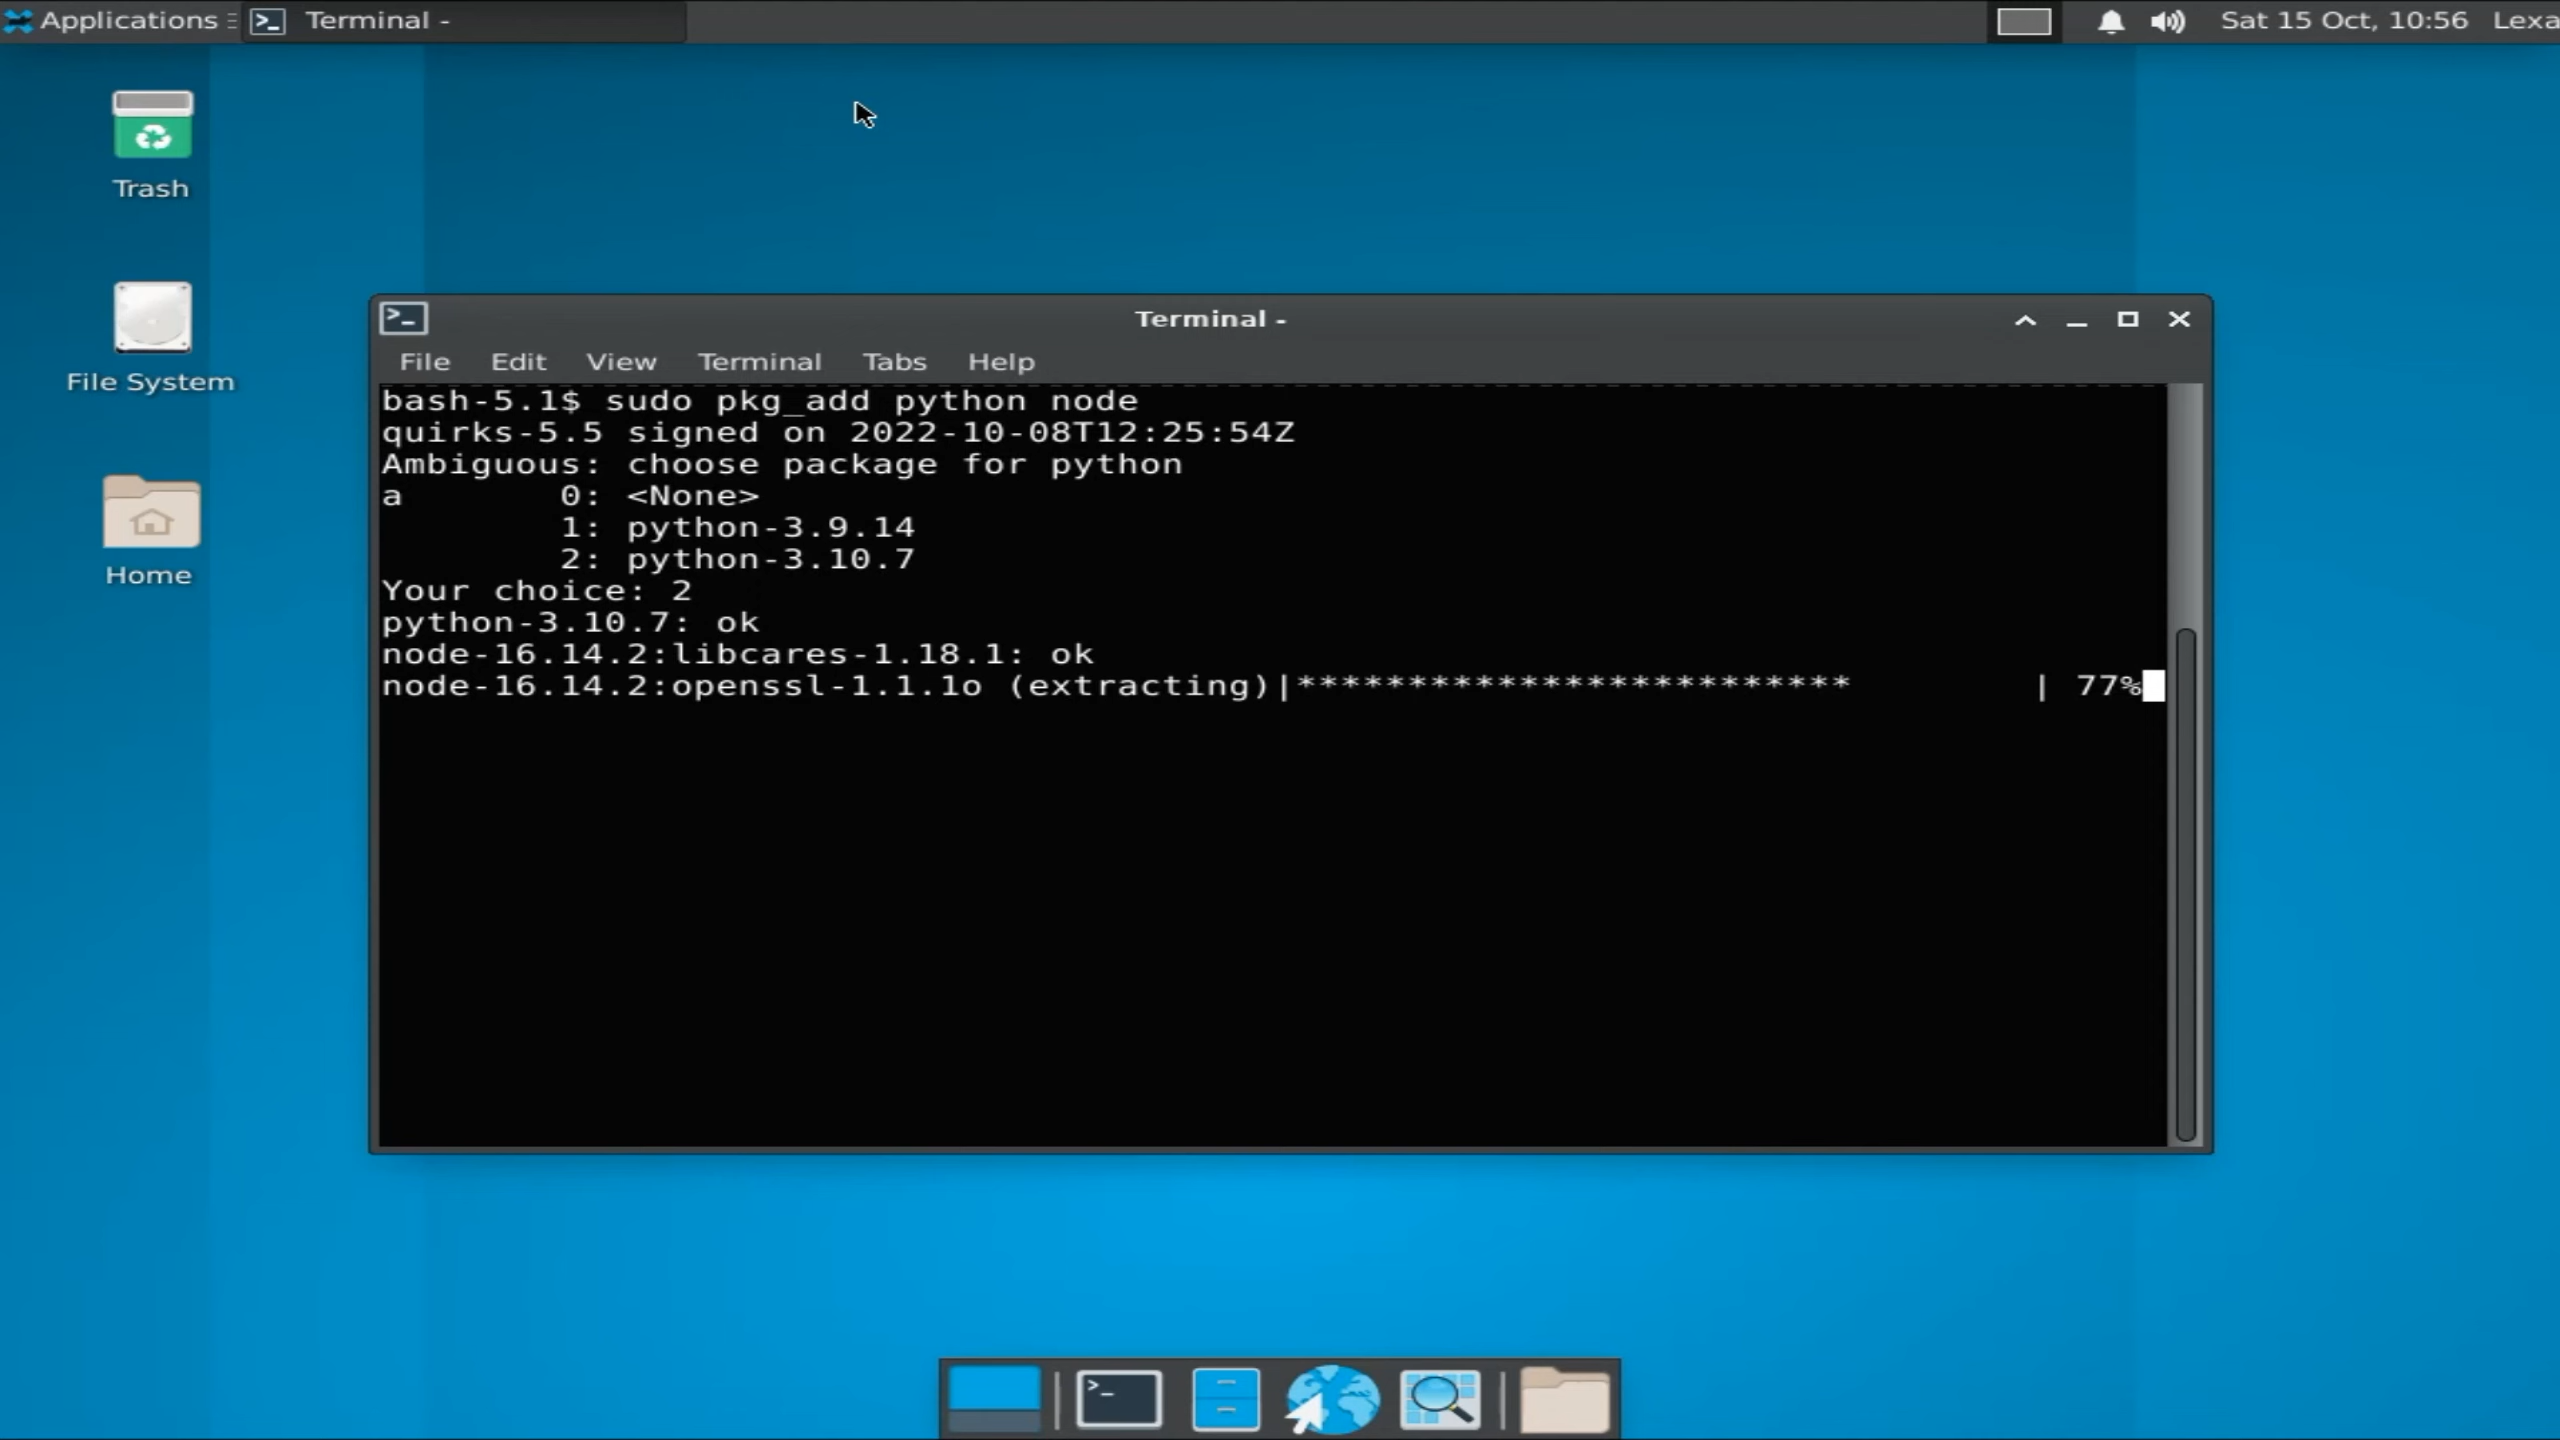 Applications
Terminal -
Sat 15 Oct, 10:56
Lexa
Trash
File System
Home
Terminal -
File Edit View Terminal Tabs Help
bash-5.1$ sudo pkg_add python node
quirks-5.5 signed on 2022-10-08T12:25:54Z
Ambiguous: choose package for python
a 0: <None>
1: python-3.9.14
2: python-3.10.7
Your choice: 2
python-3.10.7: ok
node-16.14.2:libcares-1.18.1: ok
node-16.14.2:openssl-1.1.1o (extracting)|************************* | 77%